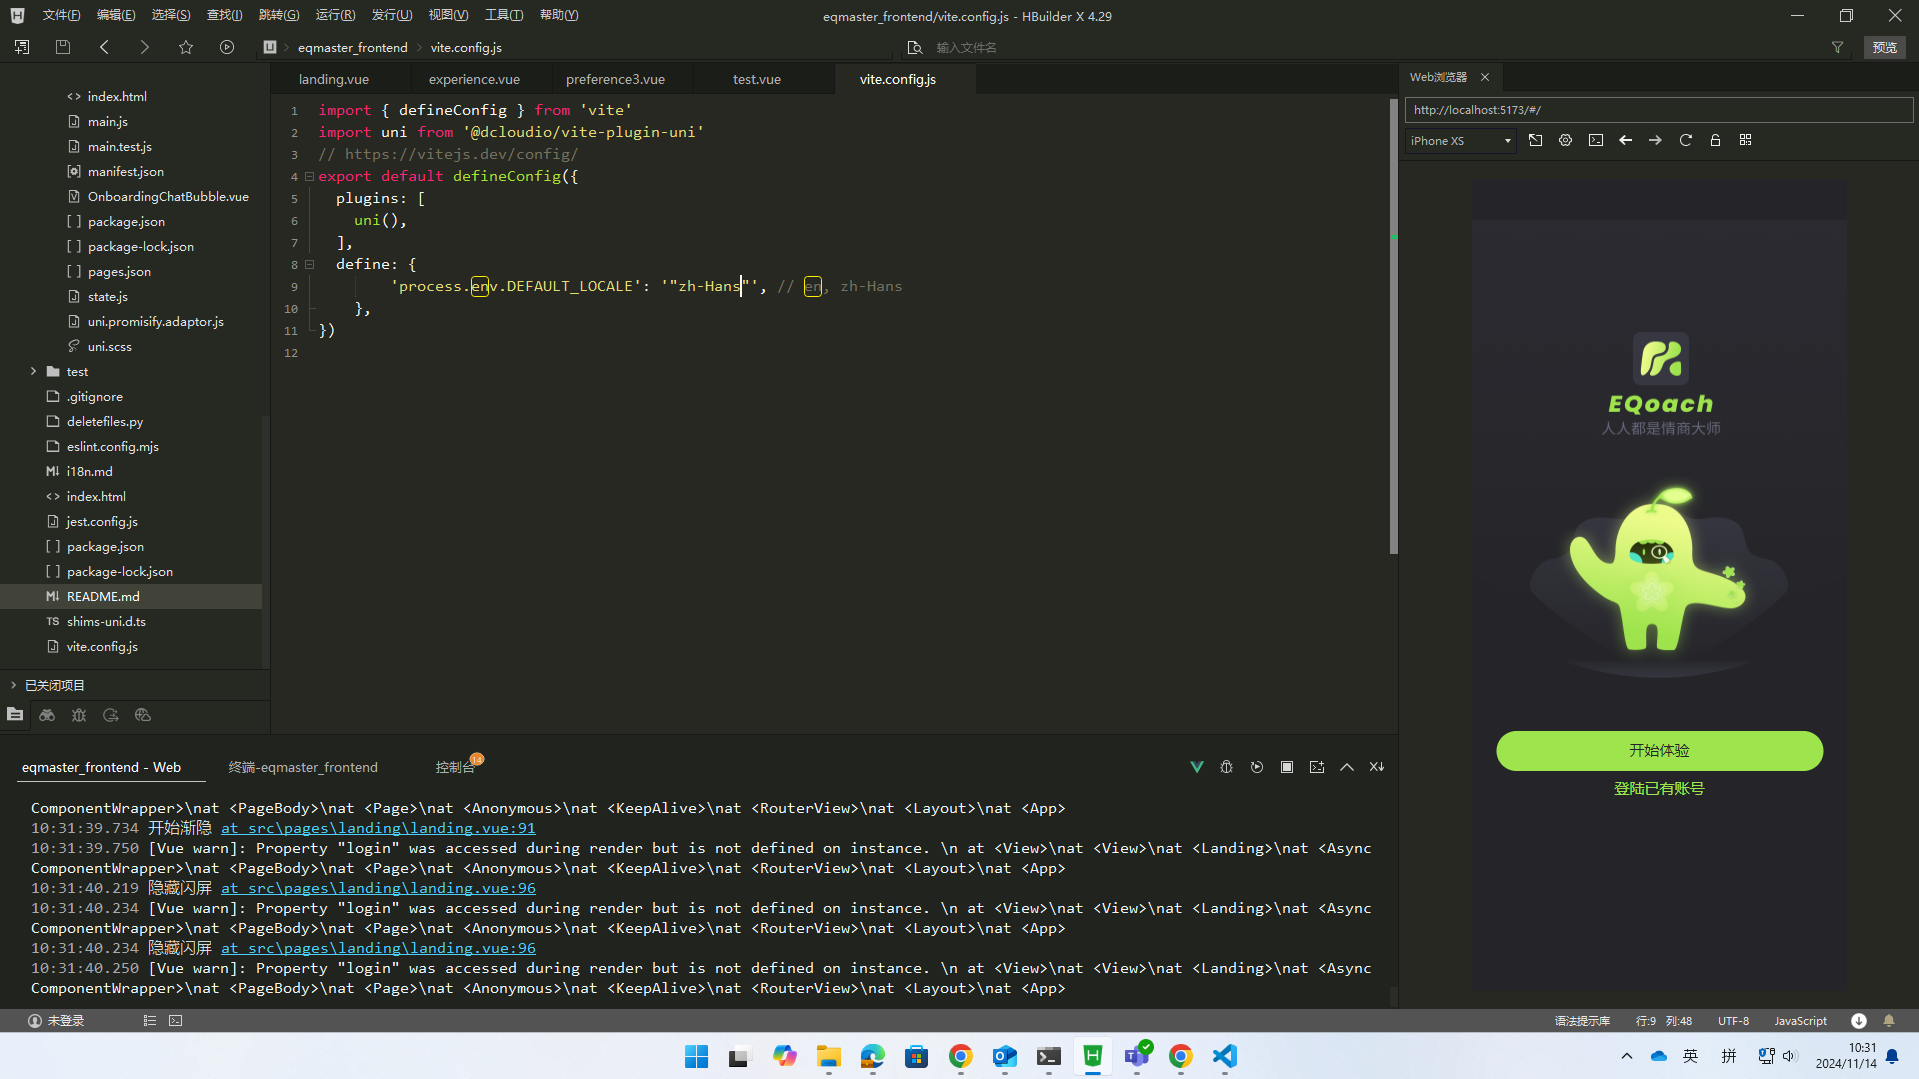 文件(F) 编辑(E) 选择(S) 查找(I) 跳转(G) 运行(R) 发行(U) 视图(V) 工具(T) 帮助(Y)
eqmaster_frontend/vite.config.js - HBuilder X 4.29
eqmaster_frontend
vite.config.js
输入文件名
预览
index.html
main.js
main.test.js
manifest.json
OnboardingChatBubble.vue
package.json
package-lock.json
pages.json
state.js
uni.promisify.adaptor.js
uni.scss
test
.gitignore
deletefiles.py
eslint.config.mjs
i18n.md
index.html
jest.config.js
package.json
package-lock.json
README.md
TS shims-uni.d.ts
vite.config.js
已关闭项目
landing.vue
experience.vue
preference3.vue
test.vue
vite.config.js
1 import { defineConfig } from 'vite'
2 import uni from '@dcloudio/vite-plugin-uni'
3 // https://vitejs.dev/config/
4 export default defineConfig({
5 plugins: [
6 uni(),
7 ],
8 define: {
9 'process.env.DEFAULT_LOCALE': '"zh-Hans"', // en, zh-Hans
10 },
11 })
12
Web浏览器
http://localhost:5173/#/
iPhone XS
EQoach
人人都是情商大师
开始体验
登陆已有账号
eqmaster_frontend - Web
终端-eqmaster_frontend
控制台
14
ComponentWrapper>\nat <PageBody>\nat <Page>\nat <Anonymous>\nat <KeepAlive>\nat <RouterView>\nat <Layout>\nat <App>
10:31:39.734 开始渐隐 at src\pages\landing\landing.vue:91
10:31:39.750 [Vue warn]: Property "login" was accessed during render but is not defined on instance. \n at <View>\nat <View>\nat <Landing>\nat <Async
ComponentWrapper>\nat <PageBody>\nat <Page>\nat <Anonymous>\nat <KeepAlive>\nat <RouterView>\nat <Layout>\nat <App>
10:31:40.219 隐藏闪屏 at src\pages\landing\landing.vue:96
10:31:40.234 [Vue warn]: Property "login" was accessed during render but is not defined on instance. \n at <View>\nat <View>\nat <Landing>\nat <Async
ComponentWrapper>\nat <PageBody>\nat <Page>\nat <Anonymous>\nat <KeepAlive>\nat <RouterView>\nat <Layout>\nat <App>
10:31:40.234 隐藏闪屏 at src\pages\landing\landing.vue:96
10:31:40.250 [Vue warn]: Property "login" was accessed during render but is not defined on instance. \n at <View>\nat <View>\nat <Landing>\nat <Async
ComponentWrapper>\nat <PageBody>\nat <Page>\nat <Anonymous>\nat <KeepAlive>\nat <RouterView>\nat <Layout>\nat <App>
未登录
语法提示库
行:9 列:48
UTF-8
JavaScript
英
拼
10:31
2024/11/14